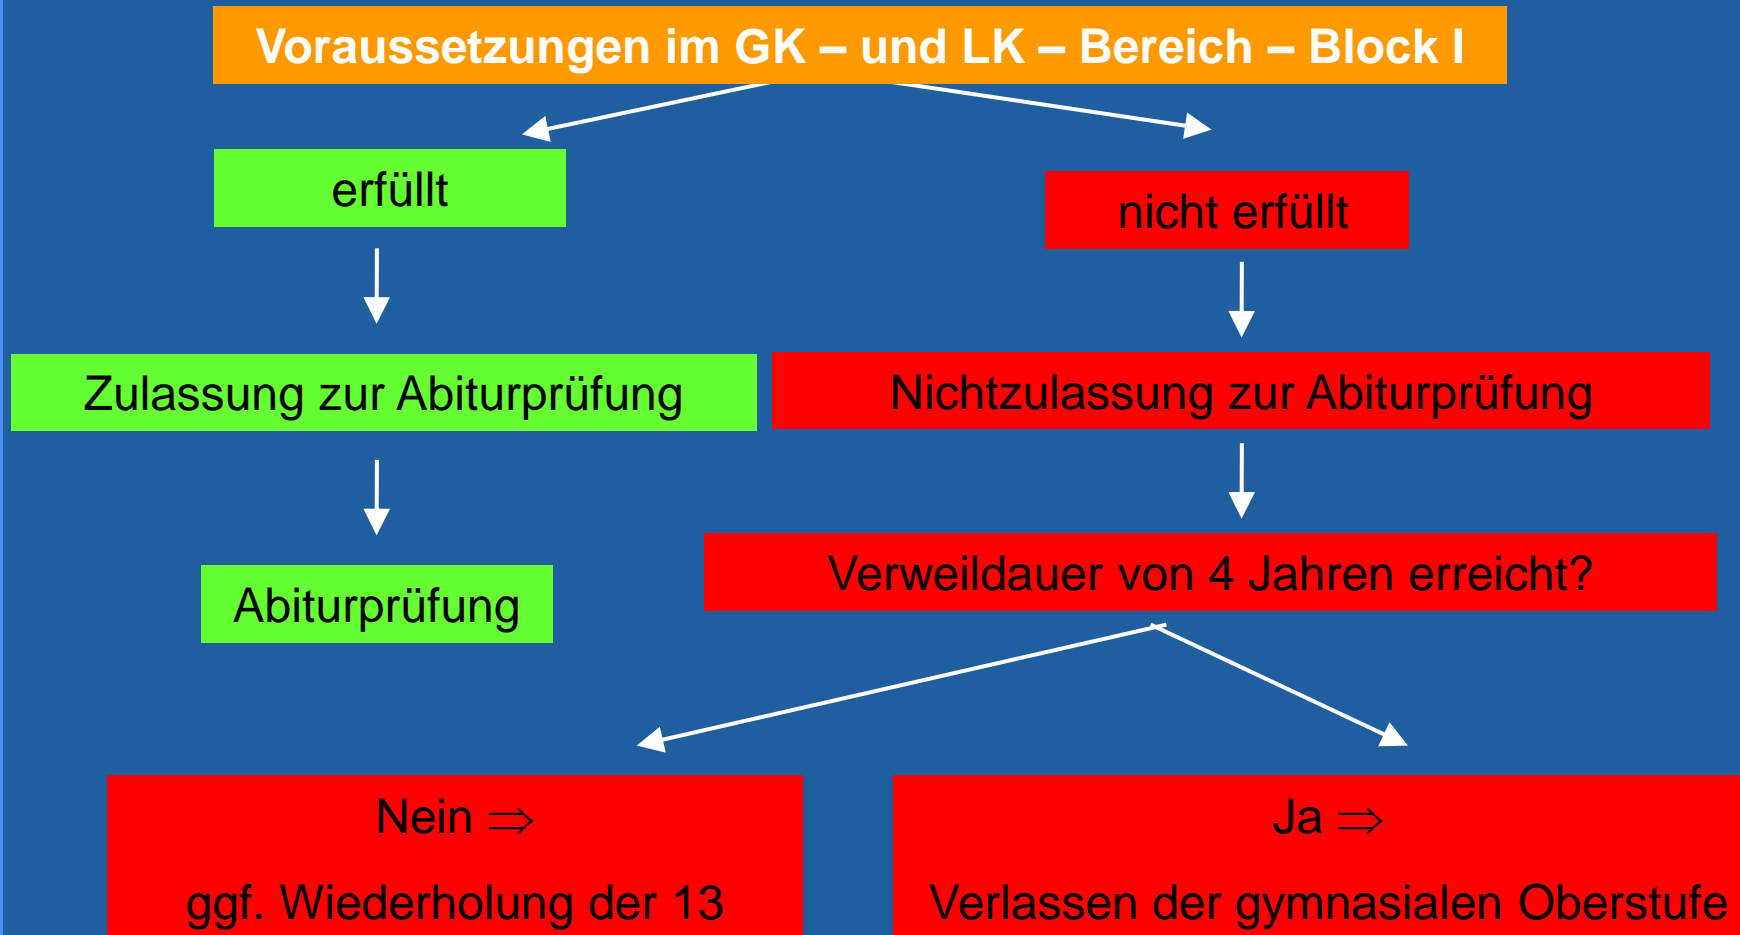 Voraussetzungen im GK – und LK – Bereich – Block I
erfüllt
nicht erfüllt
Zulassung zur Abiturprüfung
Nichtzulassung zur Abiturprüfung
Abiturprüfung
Verweildauer von 4 Jahren erreicht?
Nein ⇒
ggf. Wiederholung der 13
Ja ⇒
Verlassen der gymnasialen Oberstufe